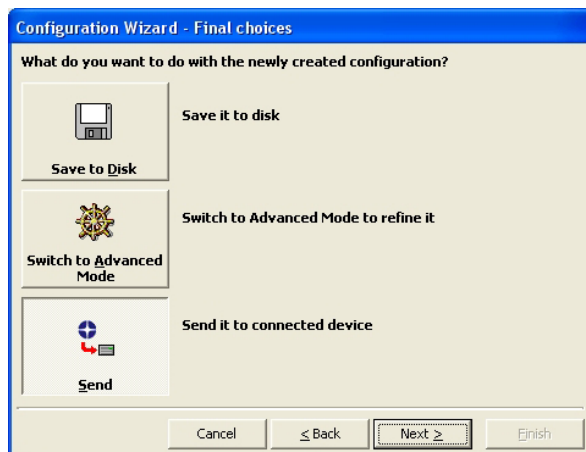 Configuration Wizard - Final choices
What do you want to do with the newly created configuration?
Save to Disk
Save it to disk
Switch to Advanced
Mode
Switch to Advanced Mode to refine it
Send
Send it to connected device
Cancel
< Back
Next >
Finish